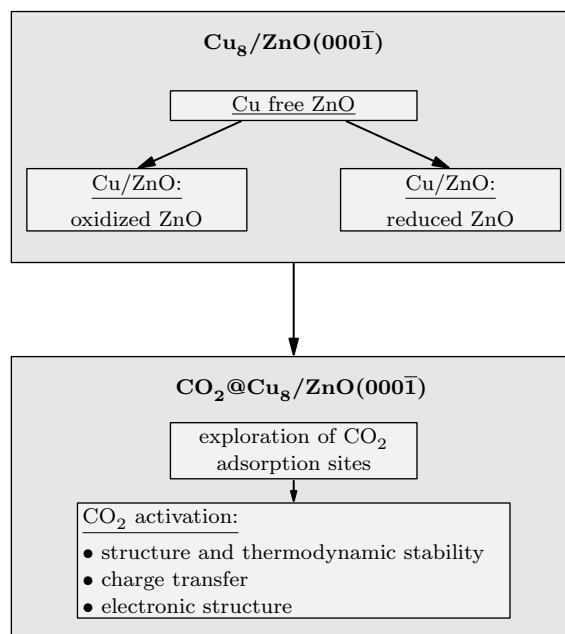 Cu₈/ZnO(0001̅)
Cu free ZnO
Cu/ZnO:
oxidized ZnO
Cu/ZnO:
reduced ZnO
CO₂@Cu₈/ZnO(0001̅)
exploration of CO₂
adsorption sites
CO₂ activation:
• structure and thermodynamic stability
• charge transfer
• electronic structure